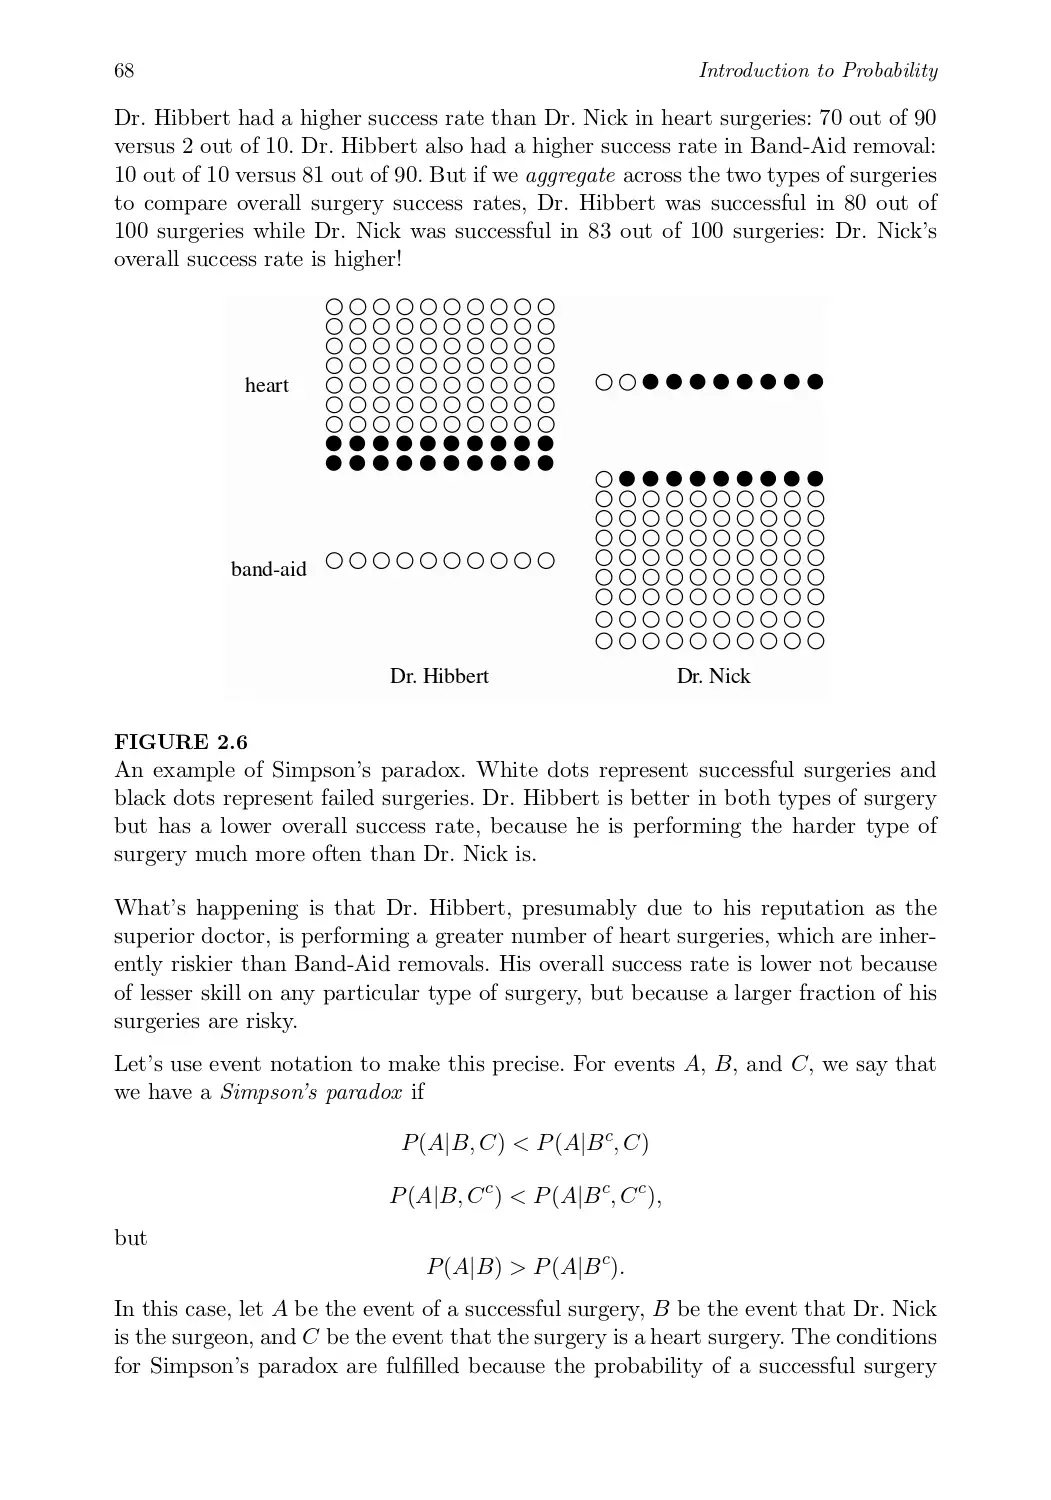 68 Introduction to Probability
Dr. Hibbert had a higher success rate than Dr. Nick in heart surgeries: 70 out of 90
versus 2 out of 10. Dr. Hibbert also had a higher success rate in Band-Aid removal:
10 out of 10 versus 81 out of 90. But if we aggregate across the two types of surgeries
to compare overall surgery success rates, Dr. Hibbert was successful in 80 out of
100 surgeries while Dr. Nick was successful in 83 out of 100 surgeries: Dr. Nick's
overall success rate is higher!
heart
band-aid
Dr. Hibbert Dr. Nick
FIGURE 2.6
An example of Simpson's paradox. White dots represent successful surgeries and
black dots represent failed surgeries. Dr. Hibbert is better in both types of surgery
but has a lower overall success rate, because he is performing the harder type of
surgery much more often than Dr. Nick is.
What's happening is that Dr. Hibbert, presumably due to his reputation as the
superior doctor, is performing a greater number of heart surgeries, which are inher-
ently riskier than Band-Aid removals. His overall success rate is lower not because
of lesser skill on any particular type of surgery, but because a larger fraction of his
surgeries are risky.
Let's use event notation to make this precise. For events A, B, and C, we say that
we have a Simpson's paradox if
P(A|B, C) < P(A|Bᶜ, C)
P(A|B, Cᶜ) < P(A|Bᶜ, Cᶜ),
but
P(A|B) > P(A|Bᶜ).
In this case, let A be the event of a successful surgery, B be the event that Dr. Nick
is the surgeon, and C be the event that the surgery is a heart surgery. The conditions
for Simpson's paradox are fulfilled because the probability of a successful surgery